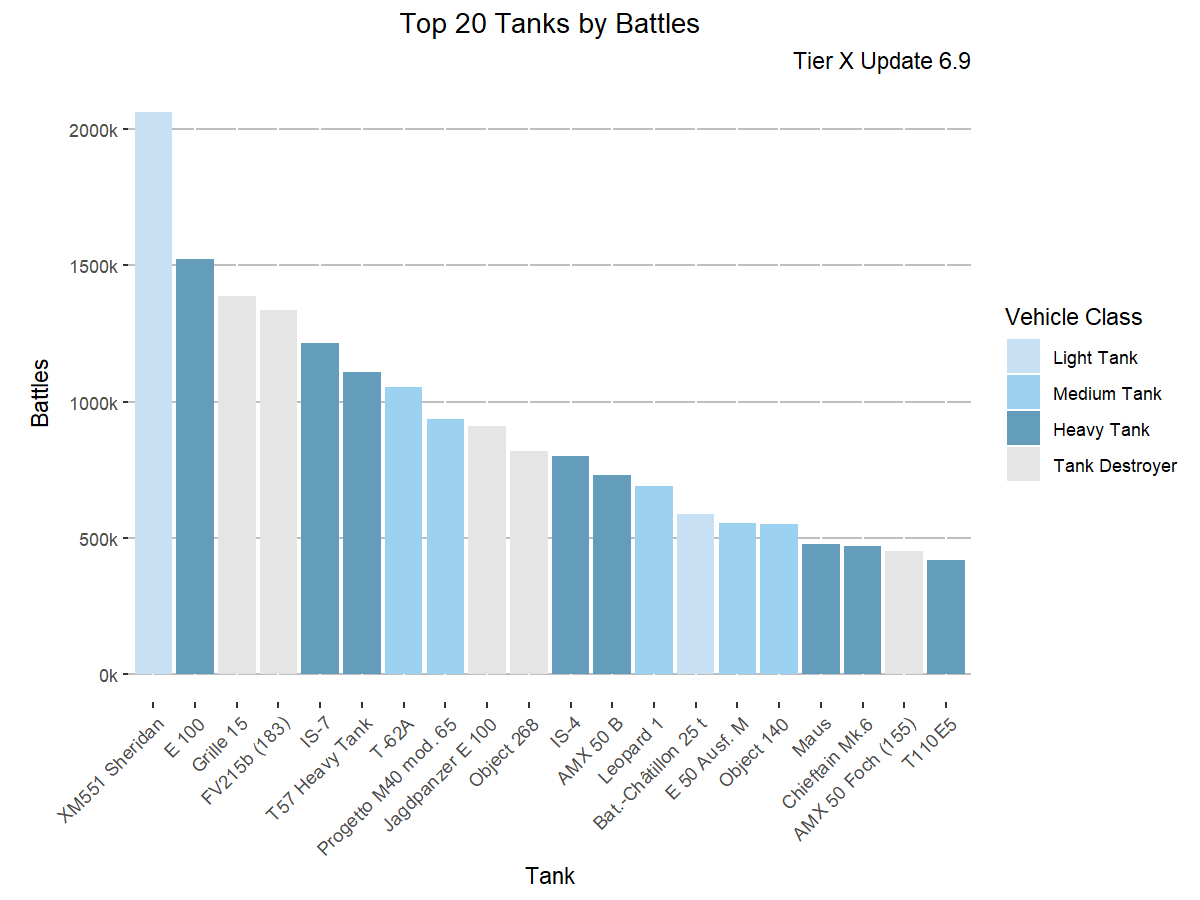 Top 20 Tanks by Battles
Tier X Update 6.9
2000k
1500k
1000k
500k
0k
Battles
XM551 Sheridan
E 100
Grille 15
FV215b (183)
IS-7
T57 Heavy Tank
T-62A
Progetto M40 mod. 65
Jagdpanzer E 100
Object 268
IS-4
AMX 50 B
Leopard 1
Bat.-Châtillon 25 t
E 50 Ausf. M
Object 140
Maus
Chieftain Mk.6
AMX 50 Foch (155)
T110E5
Tank
Vehicle Class
Light Tank
Medium Tank
Heavy Tank
Tank Destroyer